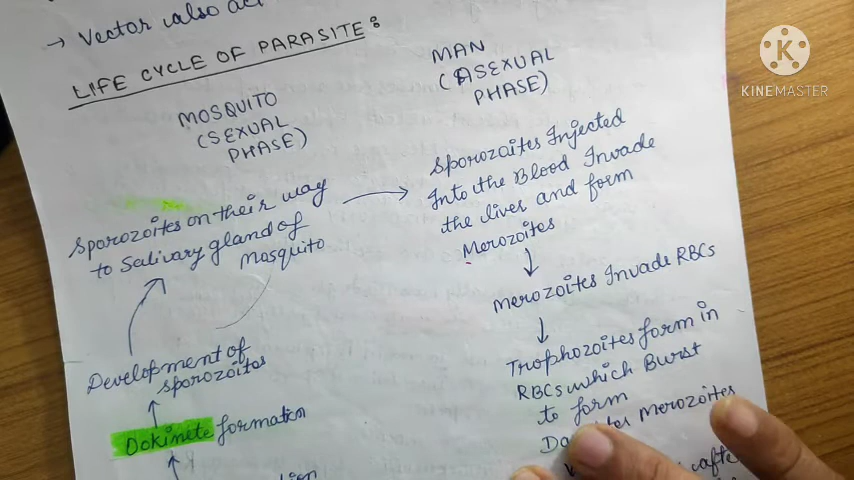 → Vector also act
LIFE CYCLE OF PARASITE:
MOSQUITO
(SEXUAL
PHASE)
MAN
(ASEXUAL
PHASE)
Sporozoites on their way
to Salivary gland of
Mosquito
Sporozoites Injected
Into the Blood Invade
the liver and form
Merozoites
Merozoites Invade RBCs
Trophozoites form in
RBCs which Burst
to form
Merozoites
after
Development of
sporozoites
Ookinete formation
K
KINEMASTER